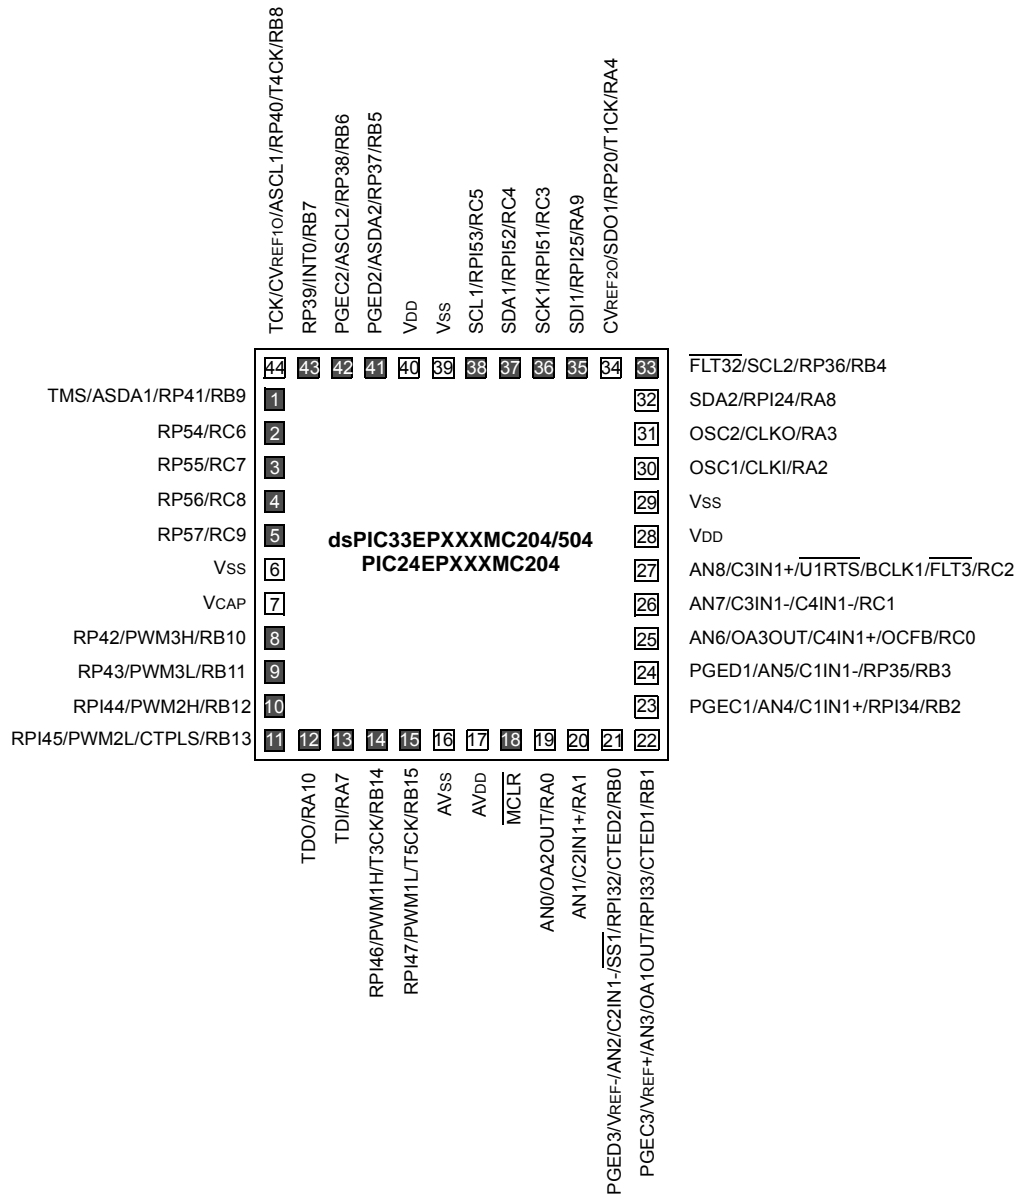 TCK/CVREF1O/ASCL1/RP40/T4CK/RB8
RP39/INT0/RB7
PGEC2/ASCL2/RP38/RB6
PGED2/ASDA2/RP37/RB5
VDD
VSS
SCL1/RPI53/RC5
SDA1/RPI52/RC4
SCK1/RPI51/RC3
SDI1/RPI25/RA9
CVREF2O/SDO1/RP20/T1CK/RA4
44 43 42 41 40 39 38 37 36 35 34 33
FLT32/SCL2/RP36/RB4
TMS/ASDA1/RP41/RB9 1
32 SDA2/RPI24/RA8
RP54/RC6 2
31 OSC2/CLKO/RA3
RP55/RC7 3
30 OSC1/CLKI/RA2
RP56/RC8 4
29 VSS
RP57/RC9 5
dsPIC33EPXXXMC204/504
PIC24EPXXXMC204
28 VDD
VSS 6
27 AN8/C3IN1+/U1RTS/BCLK1/FLT3/RC2
VCAP 7
26 AN7/C3IN1-/C4IN1-/RC1
RP42/PWM3H/RB10 8
25 AN6/OA3OUT/C4IN1+/OCFB/RC0
RP43/PWM3L/RB11 9
24 PGED1/AN5/C1IN1-/RP35/RB3
RPI44/PWM2H/RB12 10
23 PGEC1/AN4/C1IN1+/RPI34/RB2
RPI45/PWM2L/CTPLS/RB13
11 12 13 14 15 16 17 18 19 20 21 22
TDO/RA10
TDI/RA7
RPI46/PWM1H/T3CK/RB14
RPI47/PWM1L/T5CK/RB15
AVSS
AVDD
MCLR
AN0/OA2OUT/RA0
AN1/C2IN1+/RA1
PGED3/VREF-/AN2/C2IN1-/SS1/RPI32/CTED2/RB0
PGEC3/VREF+/AN3/OA1OUT/RPI33/CTED1/RB1